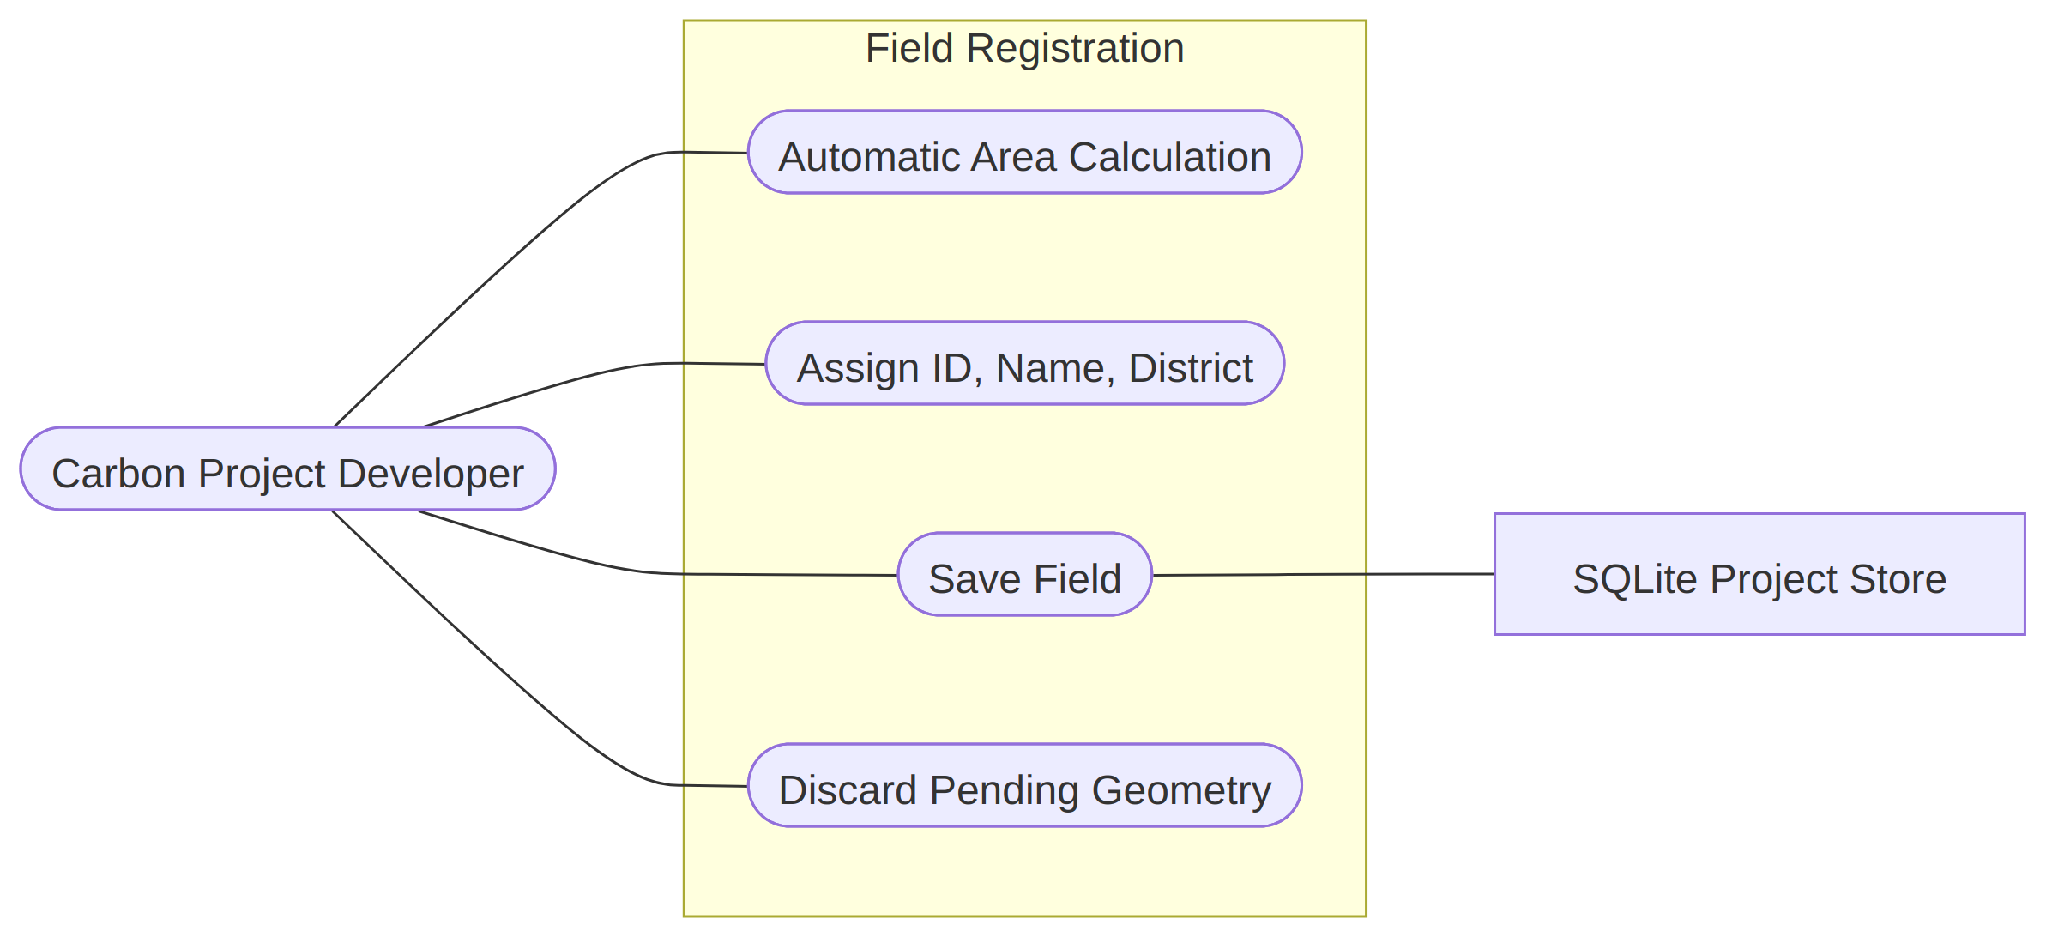 Field Registration
Automatic Area Calculation
Assign ID, Name, District
Carbon Project Developer
Save Field
SQLite Project Store
Discard Pending Geometry